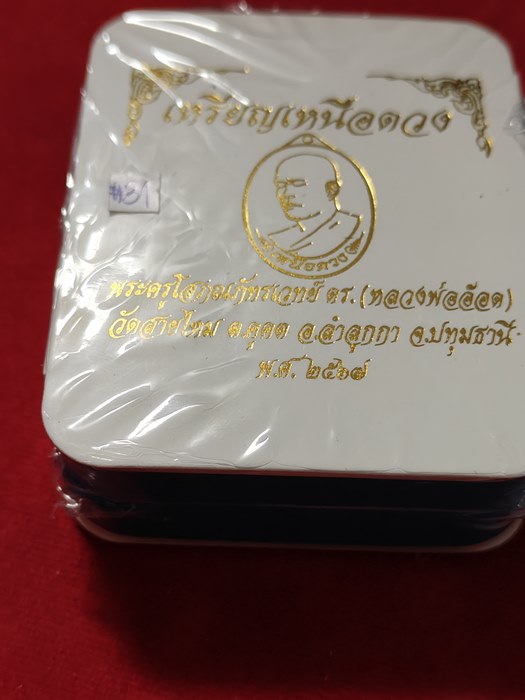 เหรียญเหนือดวง
#31
เหนือดวง
พระครูโสภณภัทรเวทย์ ดร.(หลวงพ่ออ๊อด)
วัดสายไหม ต.คูคต อ.ลำลูกกา จ.ปทุมธานี
พ.ศ. ๒๕๖๗